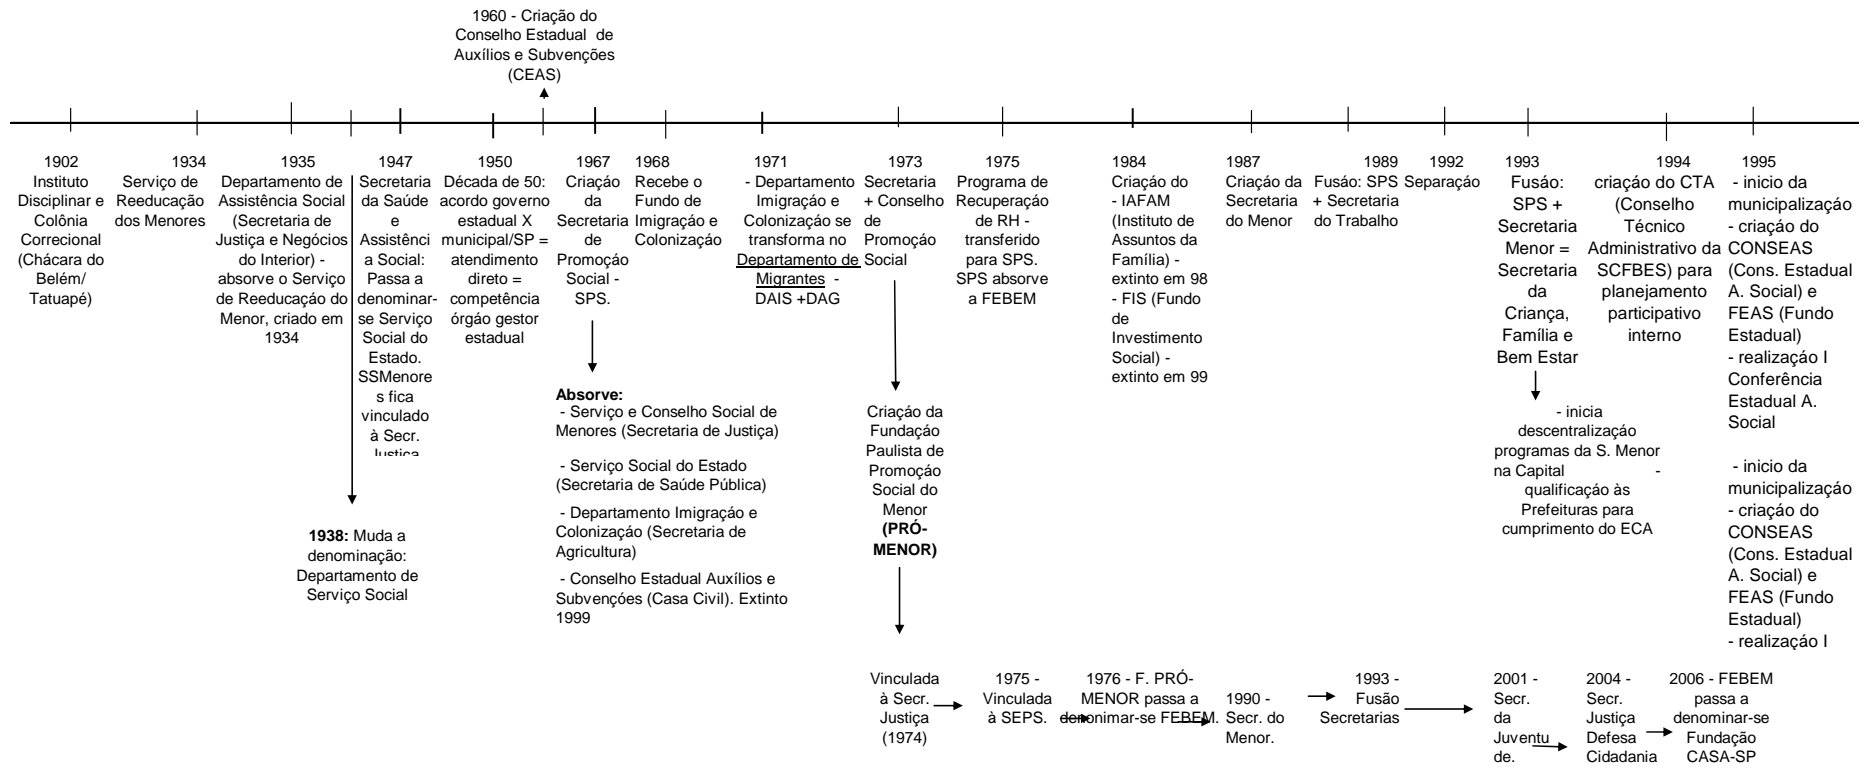 1960 - Criação do
Conselho Estadual de
Auxílios e Subvenções
(CEAS)
1902
Instituto
Disciplinar e
Colônia
Correcional
(Chácara do
Belém/
Tatuapé)
1934
Serviço de
Reeducação
dos Menores
1935
Departamento de
Assistência Social
(Secretaria de
Justiça e Negócios
do Interior) -
absorve o Serviço
de Reeducação do
Menor, criado em
1934
1938: Muda a
denominação:
Departamento de
Serviço Social
1947
Secretaria
da Saúde
e
Assistênci
a Social:
Passa a
denominar-
se Serviço
Social do
Estado.
SSMenore
s fica
vinculado
à Secr.
Justiça
1950
Década de 50:
acordo governo
estadual X
municipal/SP =
atendimento
direto =
competência
órgáo gestor
estadual
1967
Criaçáo
da
Secretaria
de
Promoção
Social -
SPS.
Absorve:
- Serviço e Conselho Social de
Menores (Secretaria de Justiça)
- Serviço Social do Estado
(Secretaria de Saúde Pública)
- Departamento Imigração e
Colonização (Secretaria de
Agricultura)
- Conselho Estadual Auxílios e
Subvençóes (Casa Civil). Extinto
1999
1968
Recebe o
Fundo de
Imigração e
Colonização
1971
- Departamento
Imigração e
Colonização se
transforma no
Departamento de
Migrantes -
DAIS +DAG
1973
Secretaria
+ Conselho
de
Promoção
Social
Criação da
Fundação
Paulista de
Promoção
Social do
Menor
(PRÓ-
MENOR)
1975
Programa de
Recuperação
de RH -
transferido
para SPS.
SPS absorve
a FEBEM
1984
Criação do
- IAFAM
(Instituto de
Assuntos da
Família) -
extinto em 98
- FIS (Fundo
de
Investimento
Social) -
extinto em 99
1987
Criação da
Secretaria
do Menor
1989
Fusáo: SPS
+ Secretaria
do Trabalho
1992
Separação
1993
Fusáo:
SPS +
Secretaria
Menor =
Secretaria
da
Criança,
Família e
Bem Estar
- inicia
descentralizaçáo
programas da S. Menor
na Capital -
qualificação às
Prefeituras para
cumprimento do ECA
1994
criaçáo do CTA
(Conselho
Técnico
Administrativo da
SCFBES) para
planejamento
participativo
interno
1995
- inicio da
municipalizaçáo
- criaçáo do
CONSEAS
(Cons. Estadual
A. Social) e
FEAS (Fundo
Estadual)
- realizaçáo I
Conferência
Estadual A.
Social
- inicio da
municipalizaçáo
- criaçáo do
CONSEAS
(Cons. Estadual
A. Social) e
FEAS (Fundo
Estadual)
- realizaçáo I
Vinculada
à Secr.
Justiça
(1974)
1975 -
Vinculada
à SEPS.
1976 - F. PRÓ-
MENOR passa a
denonimar-se FEBEM.
1990 -
Secr. do
Menor.
1993 -
Fusão
Secretarias
2001 -
Secr.
da
Juventu
de.
2004 -
Secr.
Justiça
Defesa
Cidadania
2006 - FEBEM
passa a
denominar-se
Fundação
CASA-SP